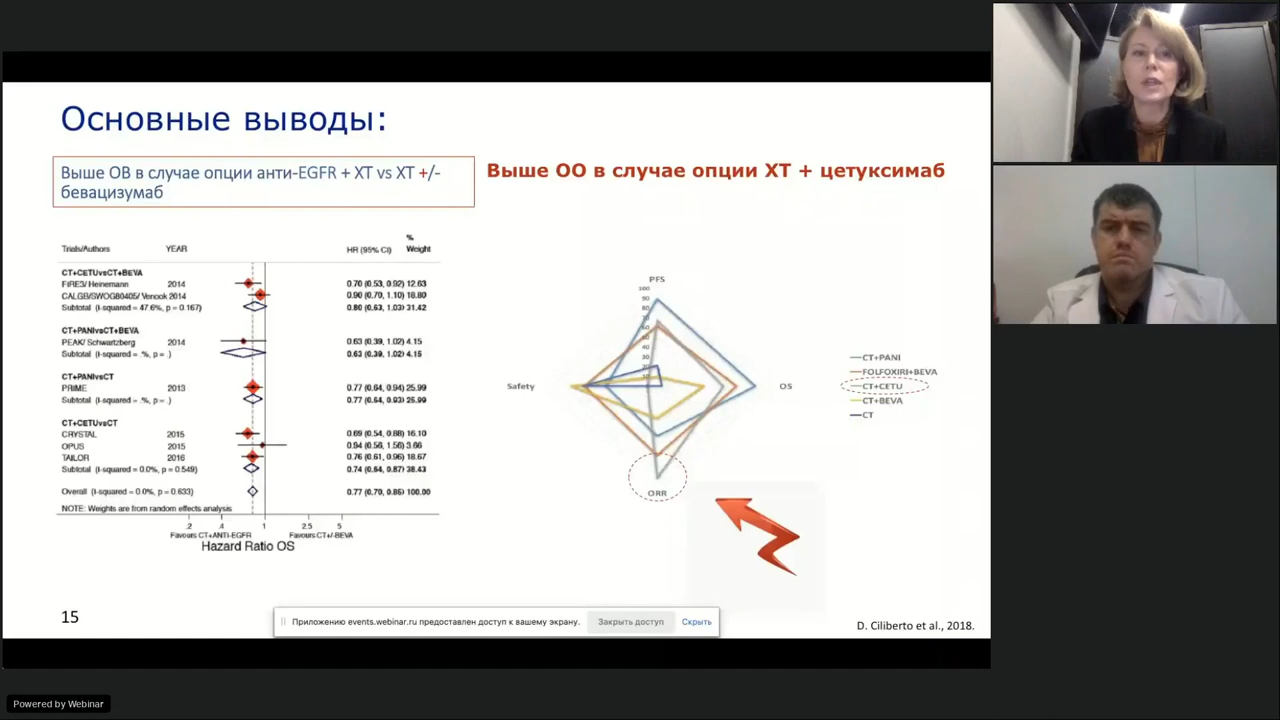 Основные выводы:
Выше ОВ в случае опции анти-EGFR + ХТ vs ХТ +/-
бевацизумаб
Выше ОО в случае опции ХТ + цетуксимаб
%
Trials/Authors YEAR HR (95% CI) Weight
CT+CETUvsCT+BEVA
FIRE3/ Heinemann 2014 0.70 (0.53, 0.92) 12.63
CALGB/SWOG80405/ Venook 2014 0.90 (0.70, 1.10) 18.80
Subtotal (I-squared = 47.6%, p = 0.167) 0.80 (0.63, 1.03) 31.42
CT+PANIvsCT+BEVA
PEAK/ Schwartzberg 2014 0.63 (0.39, 1.02) 4.15
Subtotal (I-squared = .%, p = .) 0.63 (0.39, 1.02) 4.15
CT+PANIvsCT
PRIME 2013 0.77 (0.64, 0.94) 25.99
Subtotal (I-squared = .%, p = .) 0.77 (0.64, 0.93) 25.99
CT+CETUvsCT
CRYSTAL 2015 0.69 (0.54, 0.88) 16.10
OPUS 2015 0.94 (0.56, 1.56) 3.66
TAILOR 2016 0.76 (0.61, 0.96) 18.67
Subtotal (I-squared = 0.0%, p = 0.549) 0.74 (0.64, 0.87) 38.43
Overall (I-squared = 0.0%, p = 0.633) 0.77 (0.70, 0.85) 100.00
NOTE: Weights are from random effects analysis
.2 .4 1 2.5 5
Favours CT+ANTI-EGFR Favours CT+/-BEVA
Hazard Ratio OS
PFS
100
90
80
50
40
30
20
10
Safety
OS
ORR
CT+PANI
FOLFOXIRI+BEVA
CT+CETU
CT+BEVA
CT
15
Приложению events.webinar.ru предоставлен доступ к вашему экрану. Закрыть доступ Скрыть
D. Ciliberto et al., 2018.
Powered by Webinar